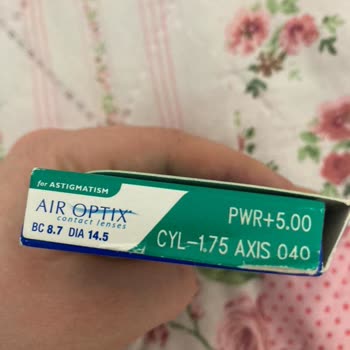 for ASTIGMATISM
AIR OPTIX
contact lenses
BC 8.7 DIA 14.5
PWR+5.00
CYL-1.75 AXIS 040